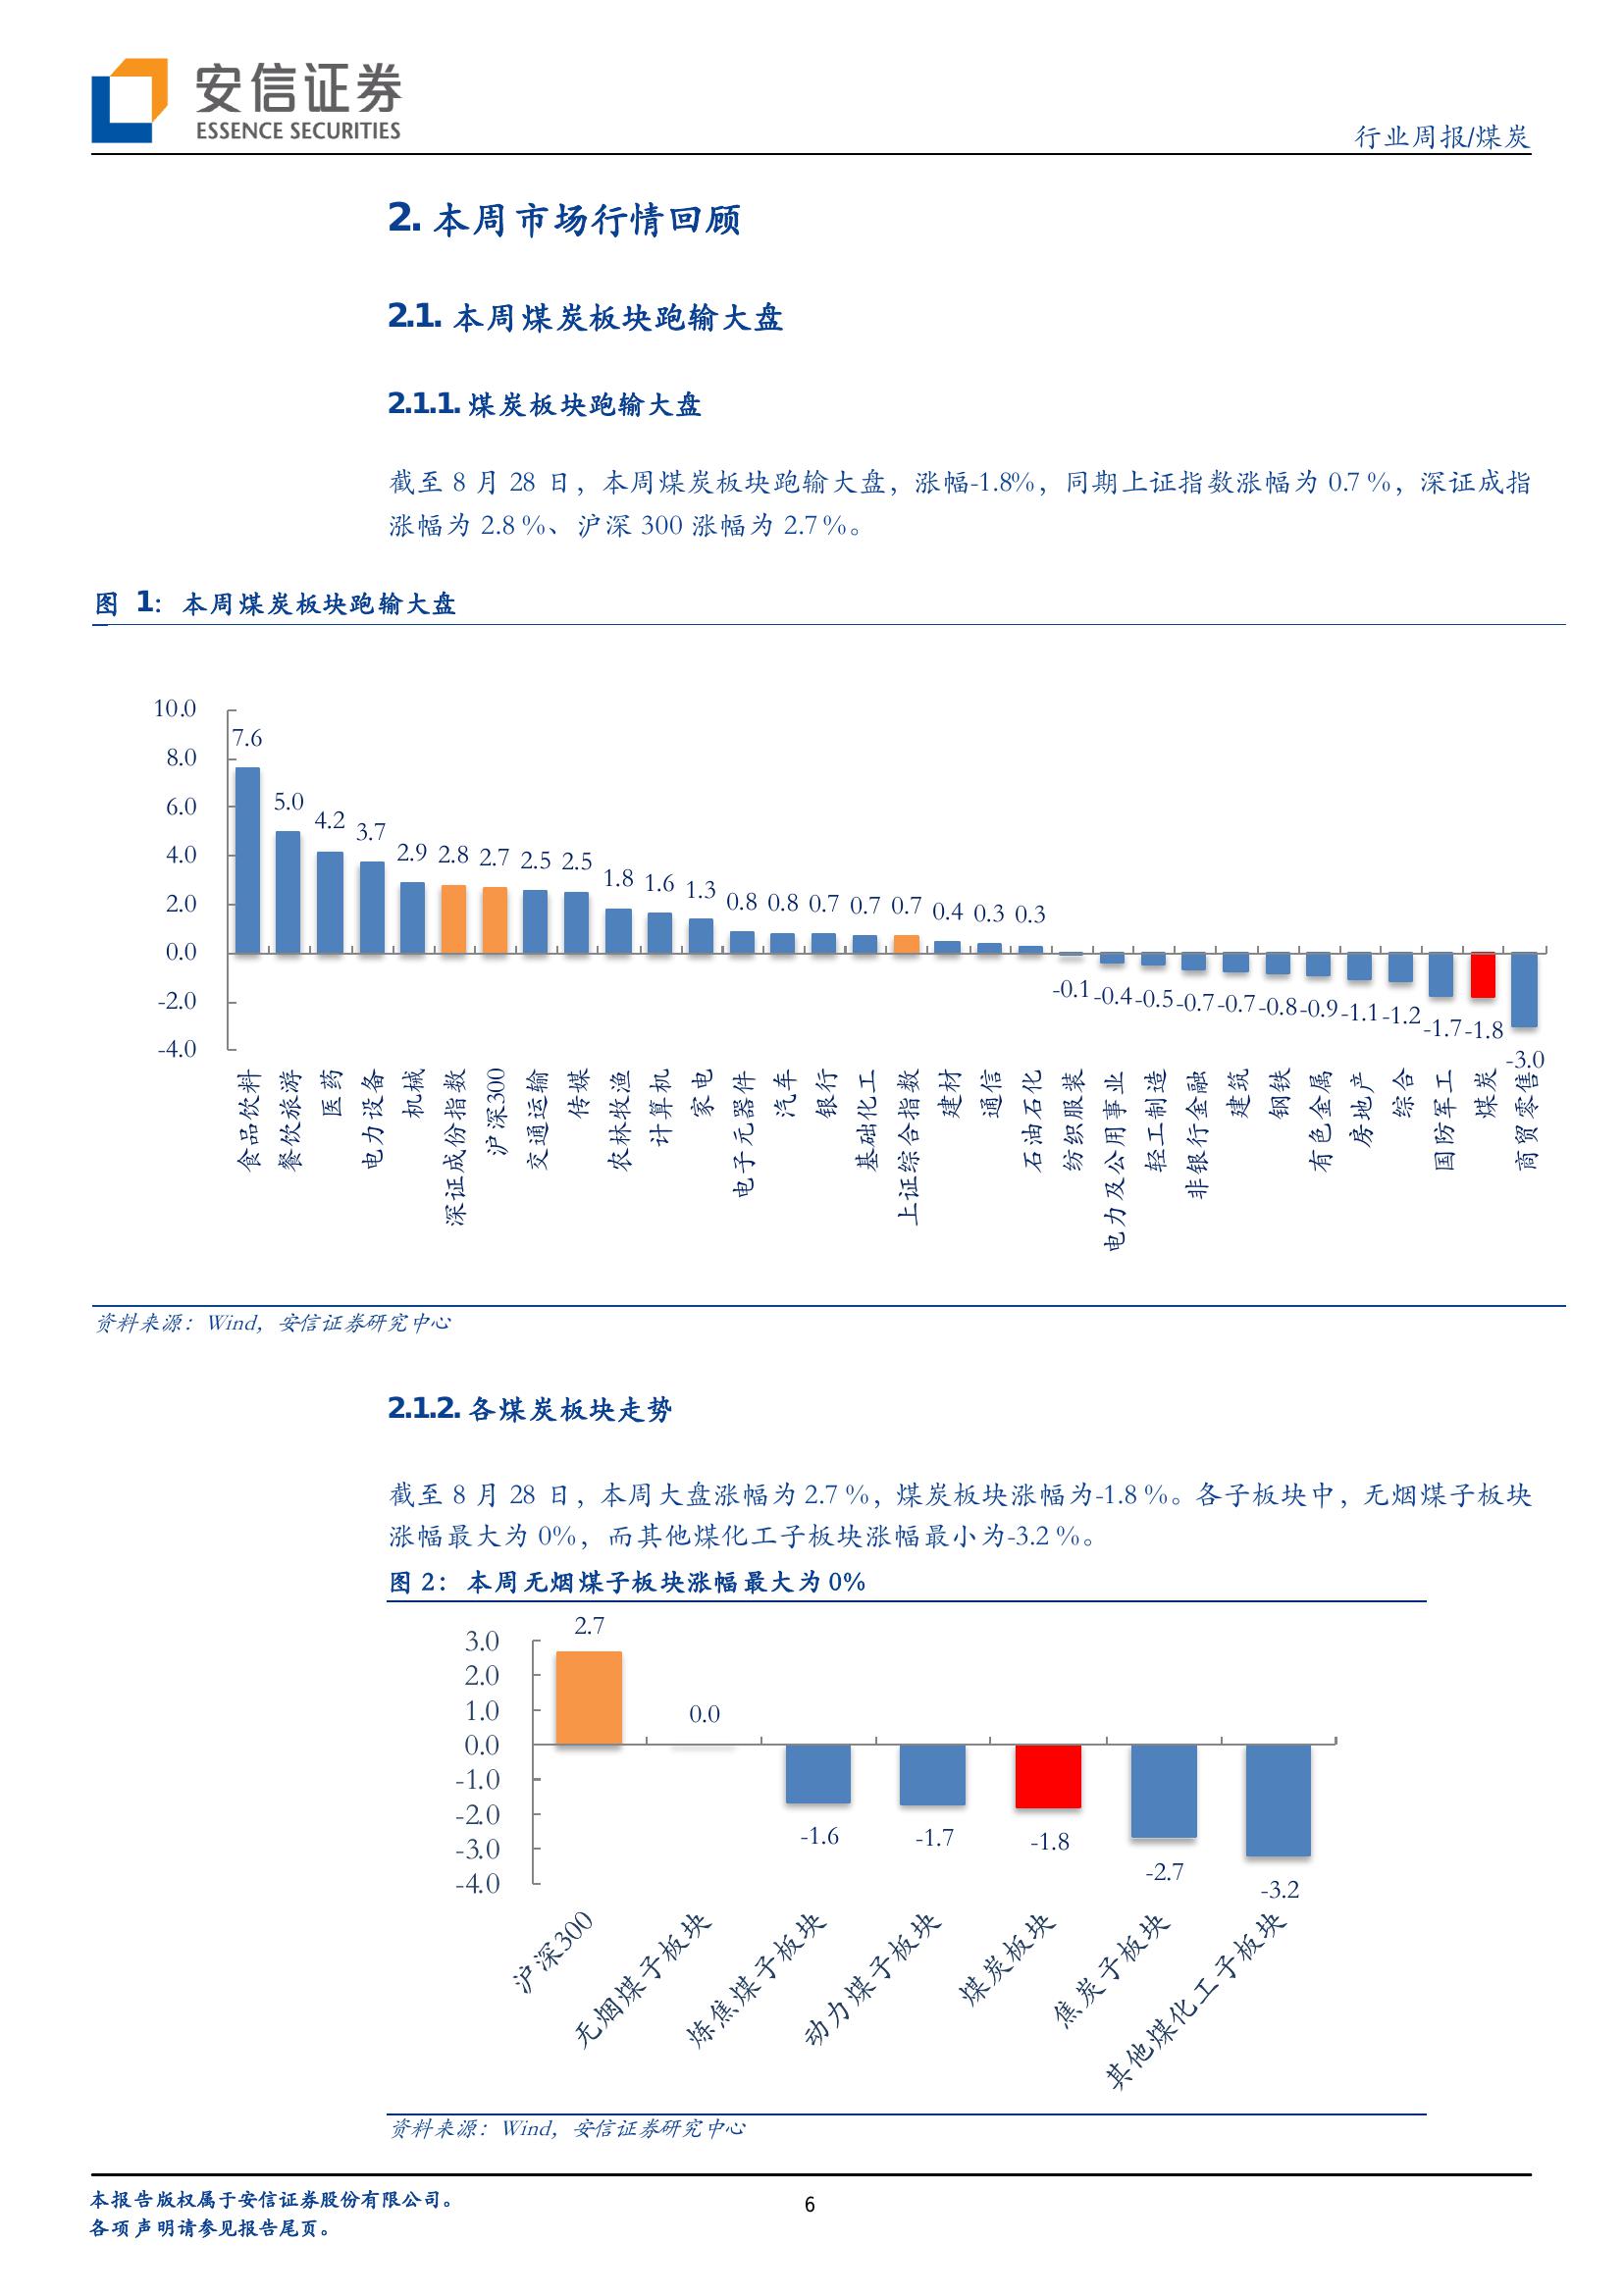 安信证券
ESSENCE SECURITIES
行业周报/煤炭
2. 本周市场行情回顾
2.1. 本周煤炭板块跑输大盘
2.1.1. 煤炭板块跑输大盘
截至 8 月 28 日，本周煤炭板块跑输大盘，涨幅-1.8%，同期上证指数涨幅为 0.7％，深证成指
涨幅为 2.8％、沪深 300 涨幅为 2.7％。
图 1：本周煤炭板块跑输大盘
10.0
8.0
6.0
4.0
2.0
0.0
-2.0
-4.0
7.6
5.0
4.2
3.7
2.9
2.8
2.7
2.5
2.5
1.8
1.6
1.3
0.8
0.8
0.7
0.7
0.7
0.4
0.3
0.3
-0.1
-0.4
-0.5
-0.7
-0.7
-0.8
-0.9
-1.1
-1.2
-1.7
-1.8
-3.0
食品饮料
餐饮旅游
医药
电力设备
机械
深证成份指数
沪深300
交通运输
传媒
农林牧渔
计算机
家电
电子元器件
汽车
银行
基础化工
上证综合指数
建材
通信
石油石化
纺织服装
电力及公用事业
轻工制造
非银行金融
建筑
钢铁
有色金属
房地产
综合
国防军工
煤炭
商贸零售
资料来源：Wind，安信证券研究中心
2.1.2. 各煤炭板块走势
截至 8 月 28 日，本周大盘涨幅为 2.7％，煤炭板块涨幅为-1.8％。各子板块中，无烟煤子板块
涨幅最大为 0%，而其他煤化工子板块涨幅最小为-3.2％。
图 2：本周无烟煤子板块涨幅最大为 0%
3.0
2.0
1.0
0.0
-1.0
-2.0
-3.0
-4.0
2.7
0.0
-1.6
-1.7
-1.8
-2.7
-3.2
沪深300
无烟煤子板块
炼焦煤子板块
动力煤子板块
煤炭板块
焦炭子板块
其他煤化工子板块
资料来源：Wind，安信证券研究中心
本报告版权属于安信证券股份有限公司。
6
各项声明请参见报告尾页。